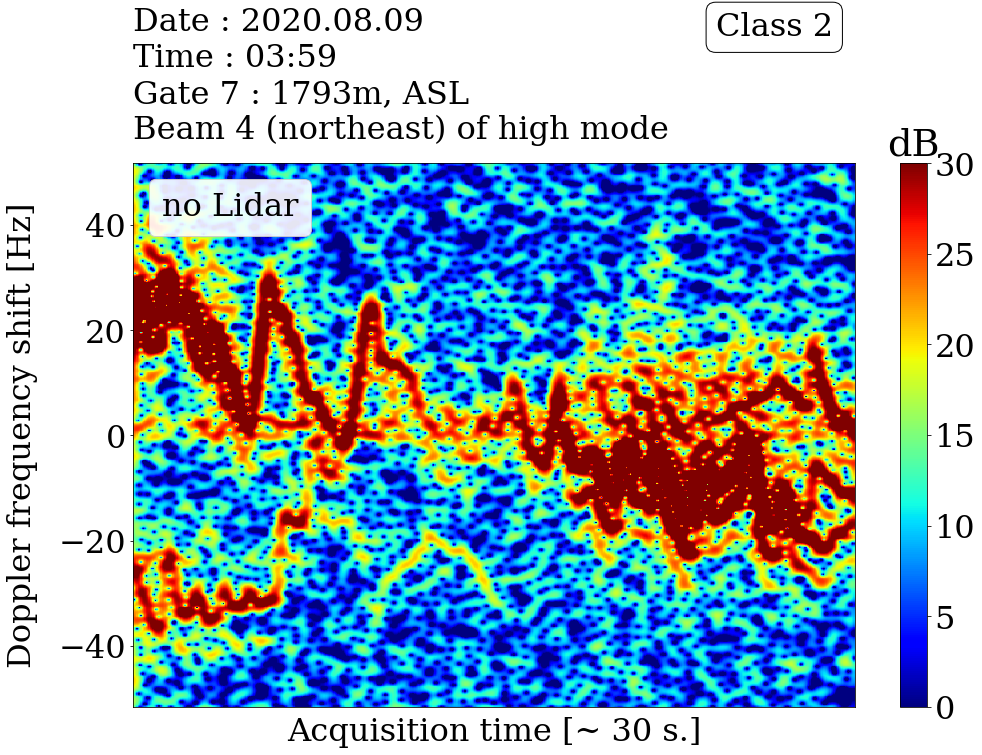 Date : 2020.08.09
Time : 03:59
Gate 7 : 1793m, ASL
Beam 4 (northeast) of high mode
Class 2
dB
no Lidar
Doppler frequency shift [Hz]
40
20
0
−20
−40
30
25
20
15
10
5
0
Acquisition time [~ 30 s.]